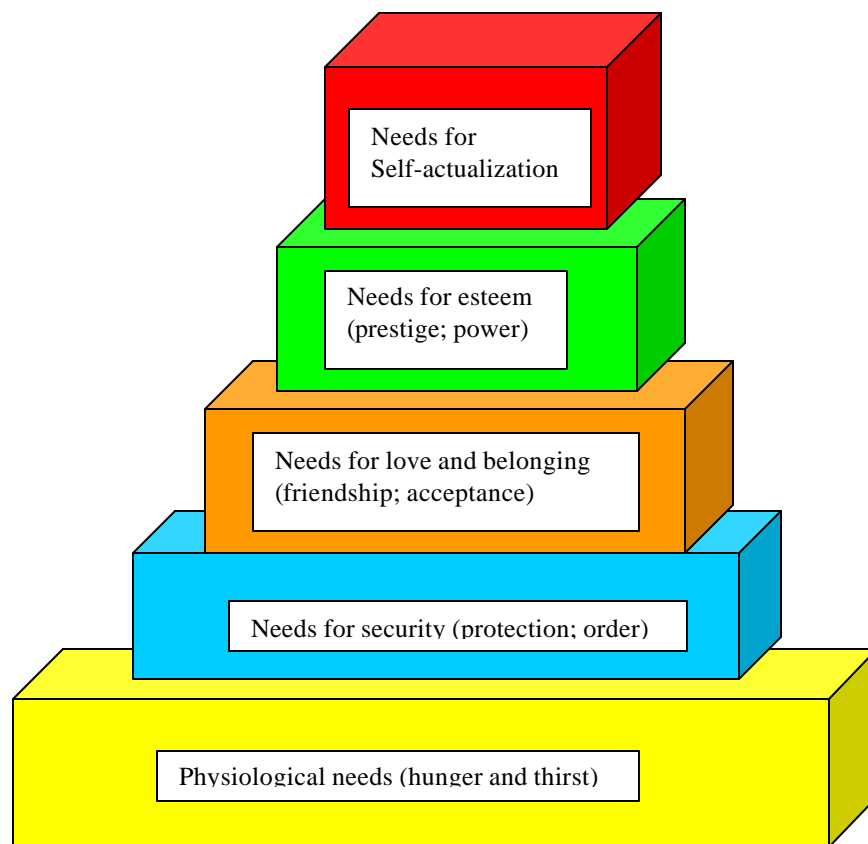 Needs for
Self-actualization
Needs for esteem
(prestige; power)
Needs for love and belonging
(friendship; acceptance)
Needs for security (protection; order)
Physiological needs (hunger and thirst)